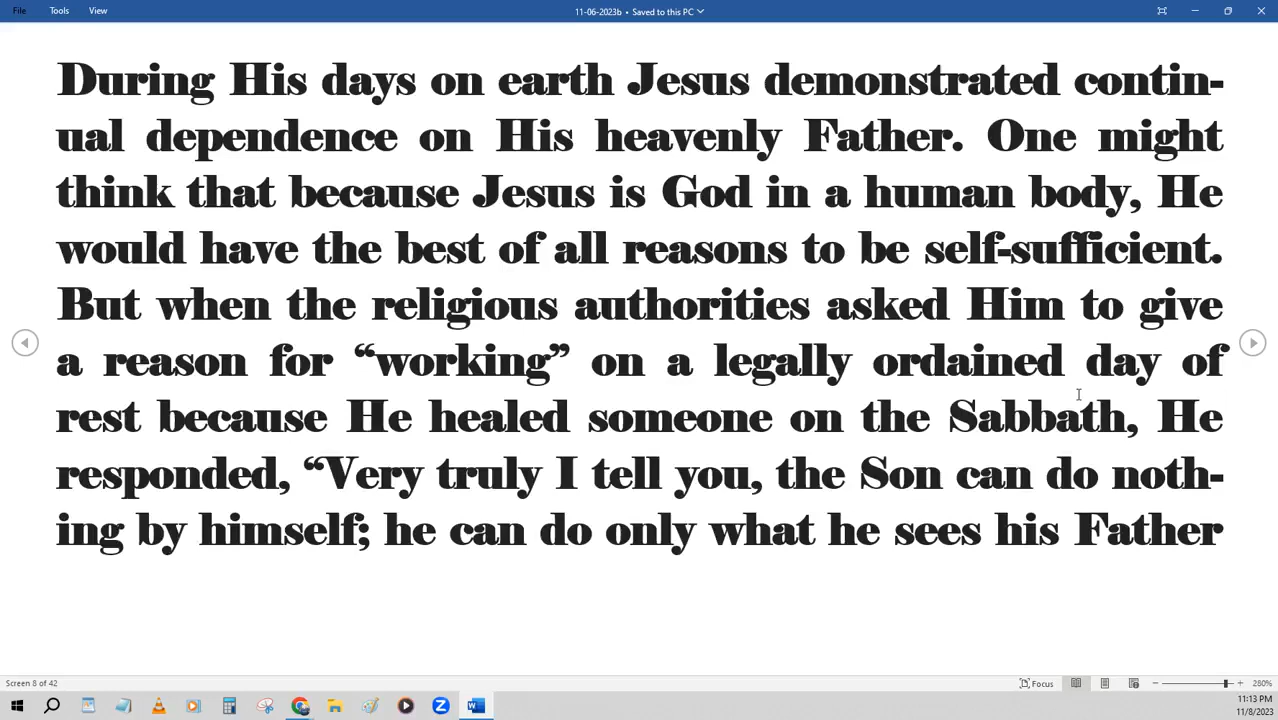 File Tools View 11-06-2023b • Saved to this PC
During His days on earth Jesus demonstrated contin-
ual dependence on His heavenly Father. One might
think that because Jesus is God in a human body, He
would have the best of all reasons to be self-sufficient.
But when the religious authorities asked Him to give
a reason for “working” on a legally ordained day of
rest because He healed someone on the Sabbath, He
responded, “Very truly I tell you, the Son can do noth-
ing by himself; he can do only what he sees his Father
Screen 8 of 42 Focus 280%
11:13 PM
11/8/2023